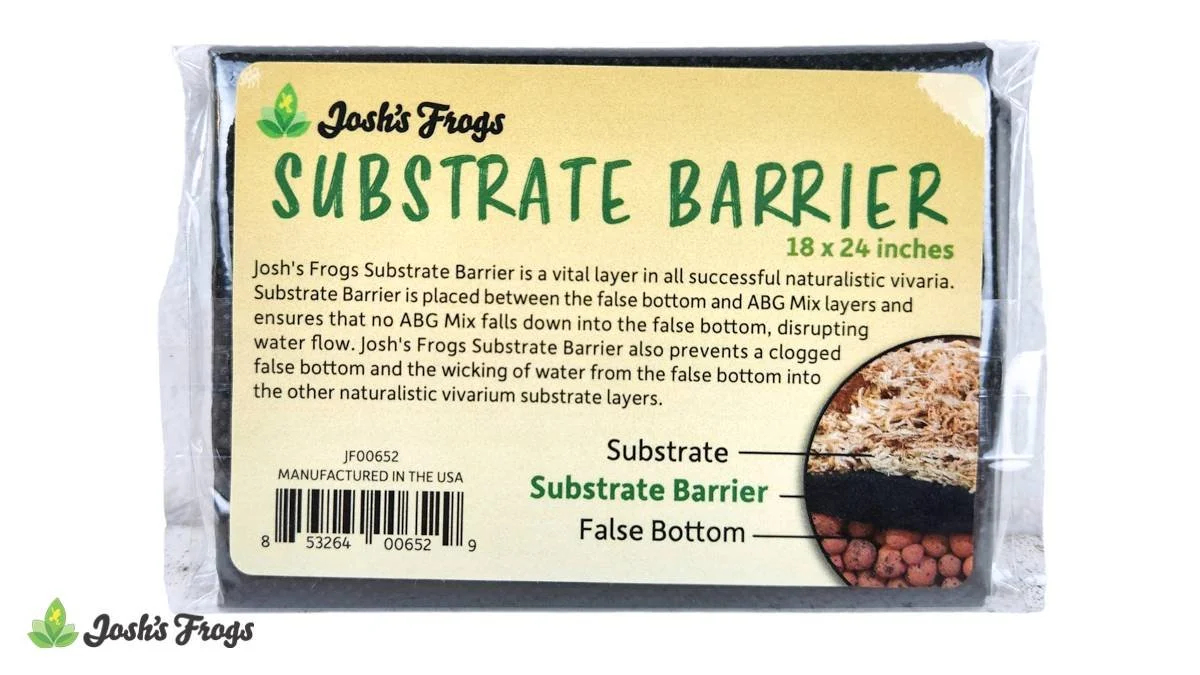 Josh's Frogs
SUBSTRATE BARRIER
18 x 24 inches
Josh's Frogs Substrate Barrier is a vital layer in all successful naturalistic vivaria.
Substrate Barrier is placed between the false bottom and ABG Mix layers and
ensures that no ABG Mix falls down into the false bottom, disrupting
water flow. Josh's Frogs Substrate Barrier also prevents a clogged
false bottom and the wicking of water from the false bottom into
the other naturalistic vivarium substrate layers.
Substrate
Substrate Barrier
False Bottom
JF00652
MANUFACTURED IN THE USA
8 53264 00652 9
Josh's Frogs